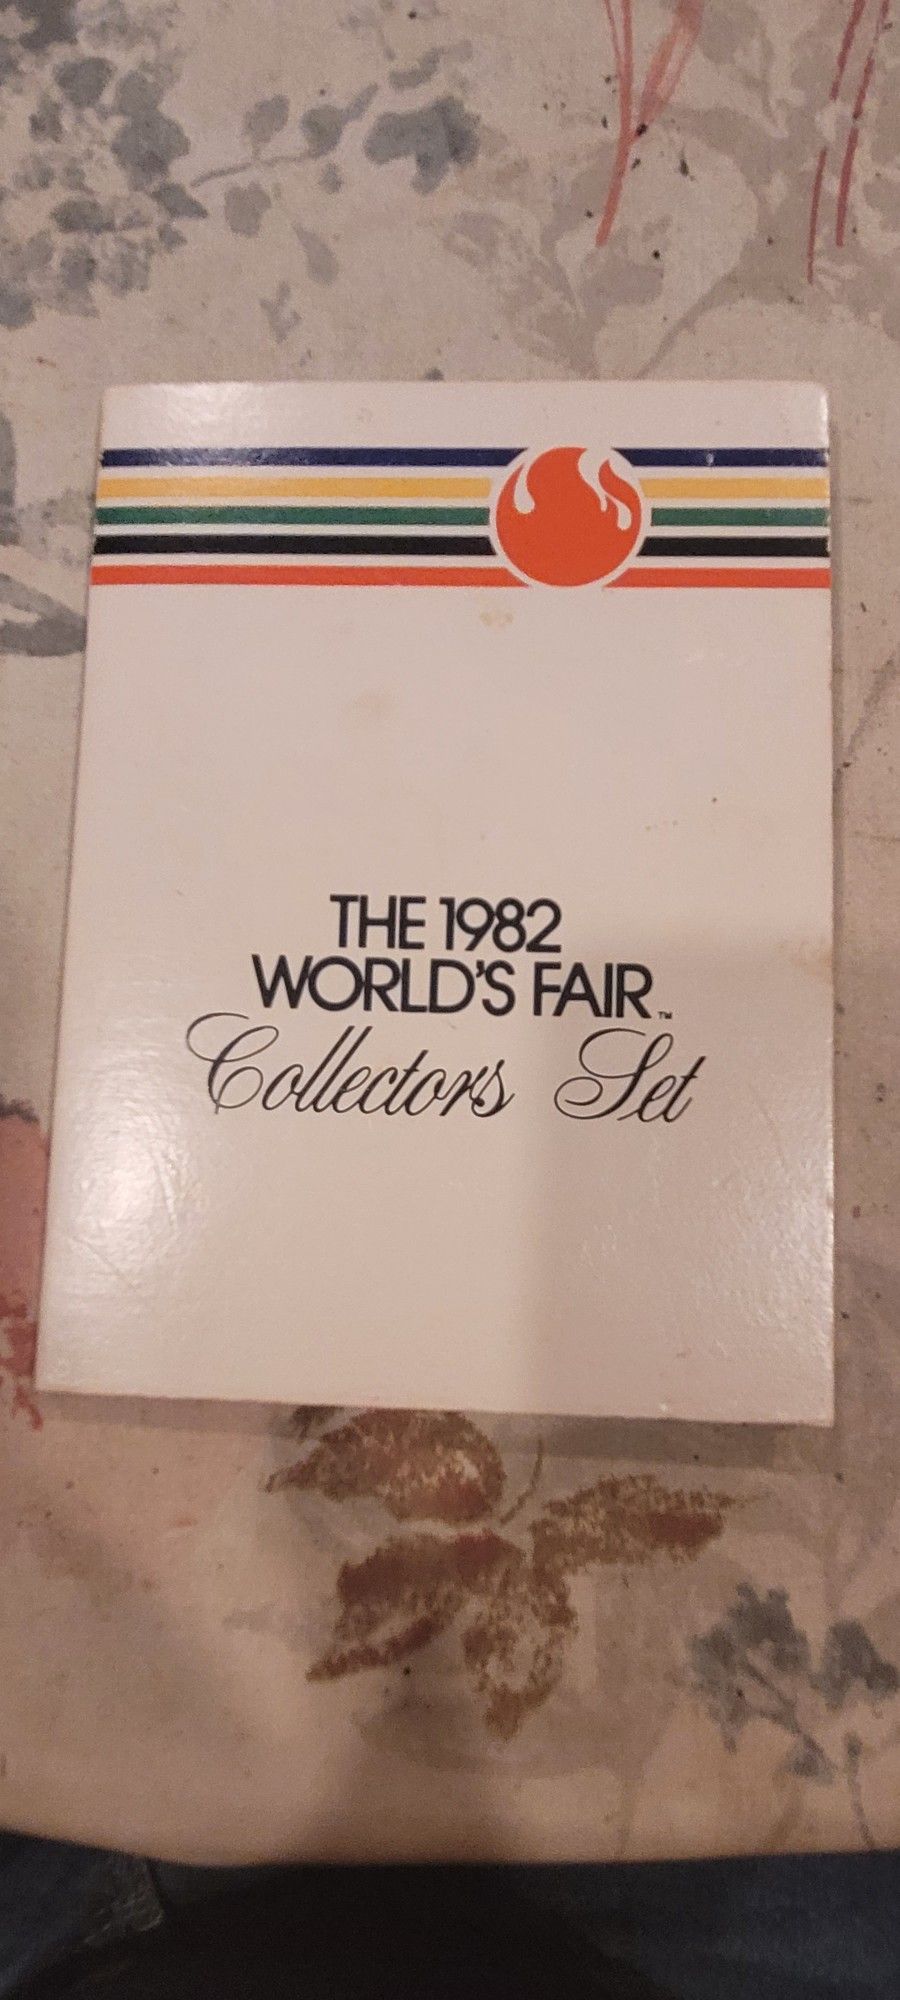 THE 1982
WORLD'S FAIR™
Collectors Set